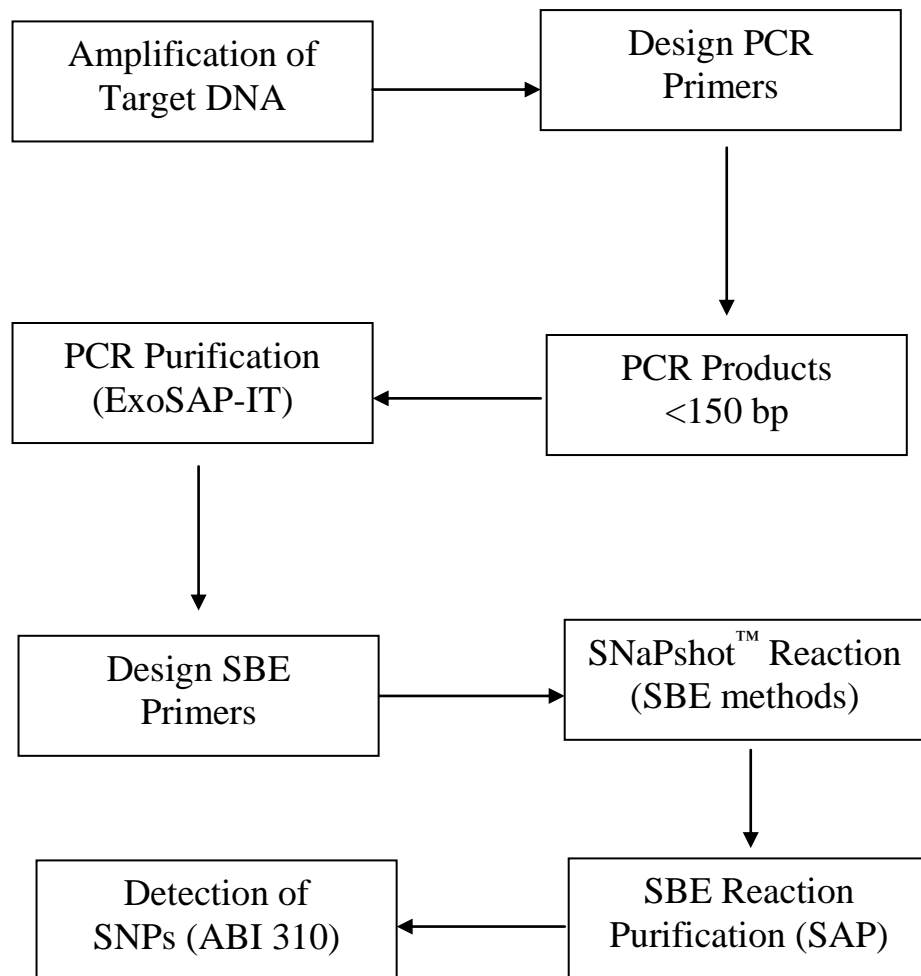 Amplification of
Target DNA
Design PCR
Primers
PCR Products
<150 bp
PCR Purification
(ExoSAP-IT)
Design SBE
Primers
SNaPshot™ Reaction
(SBE methods)
SBE Reaction
Purification (SAP)
Detection of
SNPs (ABI 310)